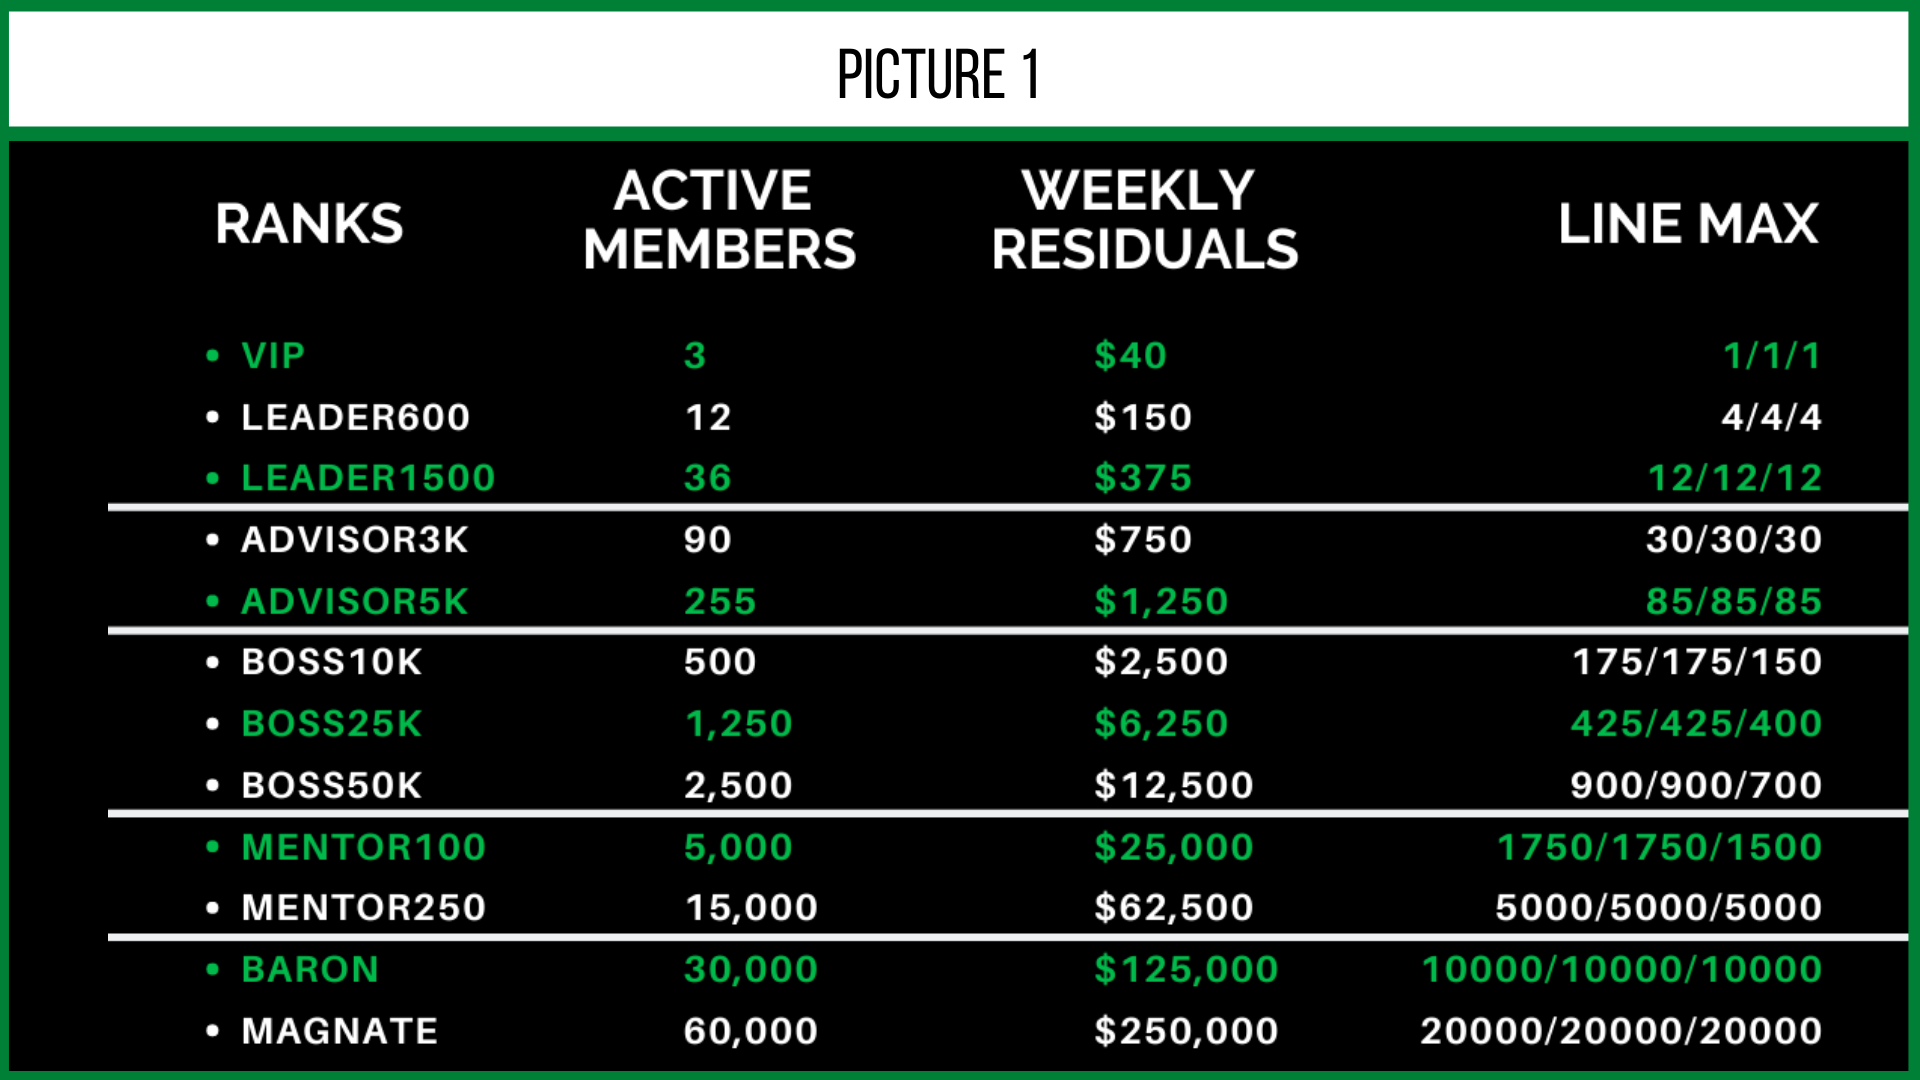 PICTURE 1
RANKS ACTIVE MEMBERS WEEKLY RESIDUALS LINE MAX
• VIP 3 $40 1/1/1
• LEADER600 12 $150 4/4/4
• LEADER1500 36 $375 12/12/12
• ADVISOR3K 90 $750 30/30/30
• ADVISOR5K 255 $1,250 85/85/85
• BOSS10K 500 $2,500 175/175/150
• BOSS25K 1,250 $6,250 425/425/400
• BOSS50K 2,500 $12,500 900/900/700
• MENTOR100 5,000 $25,000 1750/1750/1500
• MENTOR250 15,000 $62,500 5000/5000/5000
• BARON 30,000 $125,000 10000/10000/10000
• MAGNATE 60,000 $250,000 20000/20000/20000